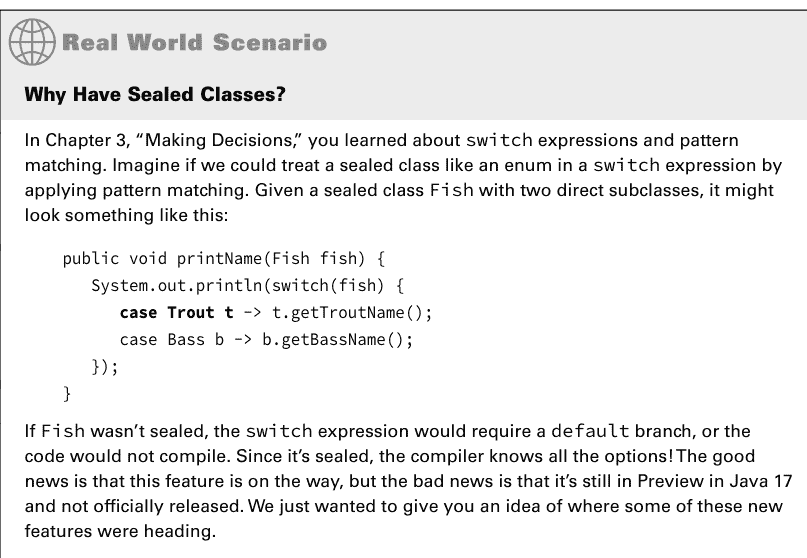 Real World Scenario
Why Have Sealed Classes?
In Chapter 3, “Making Decisions,” you learned about switch expressions and pattern
matching. Imagine if we could treat a sealed class like an enum in a switch expression by
applying pattern matching. Given a sealed class Fish with two direct subclasses, it might
look something like this:
public void printName(Fish fish) {
   System.out.println(switch(fish) {
      case Trout t -> t.getTroutName();
      case Bass b -> b.getBassName();
   });
}
If Fish wasn’t sealed, the switch expression would require a default branch, or the
code would not compile. Since it’s sealed, the compiler knows all the options! The good
news is that this feature is on the way, but the bad news is that it’s still in Preview in Java 17
and not officially released. We just wanted to give you an idea of where some of these new
features were heading.